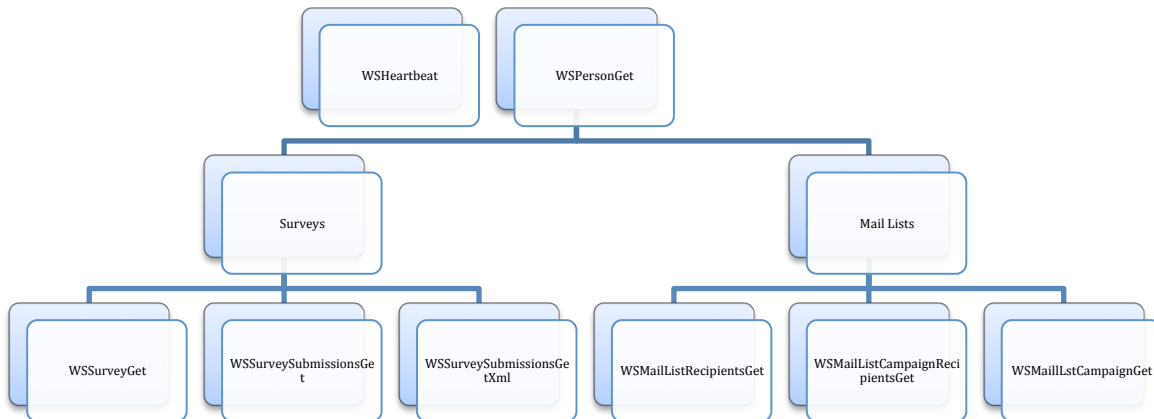 WSHeartbeat
WSPersonGet
Surveys
Mail Lists
WSSurveyGet
WSSurveySubmissionsGe
t
WSSurveySubmissionsGe
tXml
WSMailListRecipientsGet
WSMailListCampaignReci
pientsGet
WSMaillLstCampaignGet